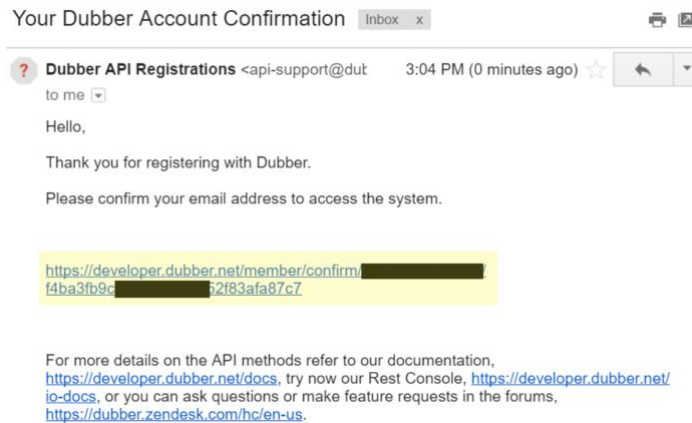 Your Dubber Account Confirmation Inbox x
Dubber API Registrations <api-support@dub 3:04 PM (0 minutes ago)
to me
Hello,
Thank you for registering with Dubber.
Please confirm your email address to access the system.
https://developer.dubber.net/member/confirm/ /
f4ba3fb9c 52f83afa87c7
For more details on the API methods refer to our documentation,
https://developer.dubber.net/docs, try now our Rest Console, https://developer.dubber.net/
io-docs, or you can ask questions or make feature requests in the forums,
https://dubber.zendesk.com/hc/en-us.